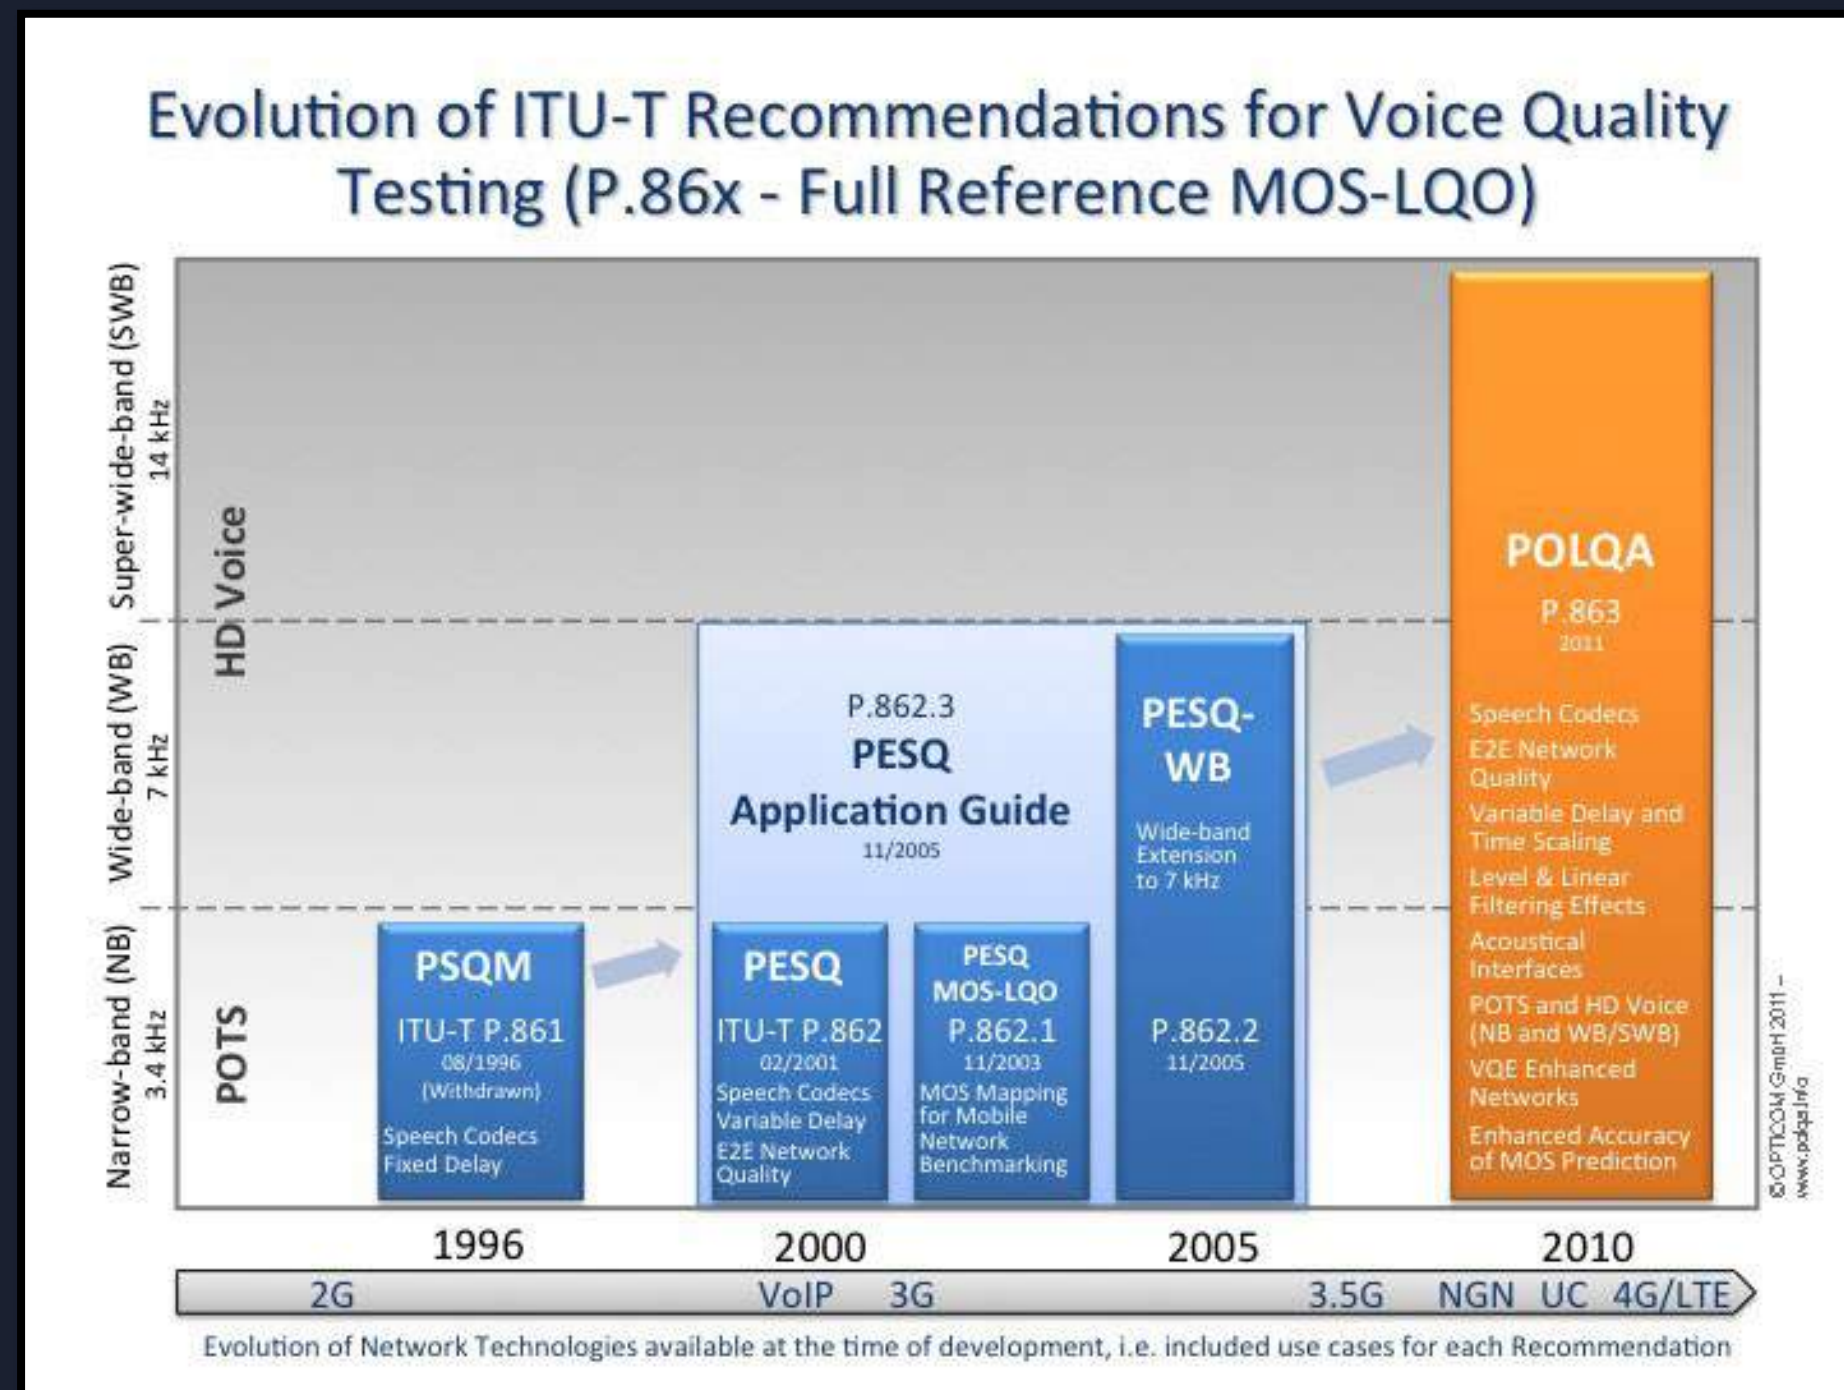 Evolution of ITU-T Recommendations for Voice Quality
Testing (P.86x - Full Reference MOS-LQO)
Super-wide-band (SWB)
14 kHz
Wide-band (WB)
7 kHz
Narrow-band (NB)
3.4 kHz
HD Voice
POTS
PSQM
ITU-T P.861
08/1996
(Withdrawn)
Speech Codecs
Fixed Delay
P.862.3
PESQ
Application Guide
11/2005
PESQ
ITU-T P.862
02/2001
Speech Codecs
Variable Delay
E2E Network
Quality
PESQ
MOS-LQO
P.862.1
11/2003
MOS Mapping
for Mobile
Network
Benchmarking
PESQ-
WB
Wide-band
Extension
to 7 kHz
P.862.2
11/2005
POLQA
P.863
2011
Speech Codecs
E2E Network
Quality
Variable Delay and
Time Scaling
Level & Linear
Filtering Effects
Acoustical
Interfaces
POTS and HD Voice
(NB and WB/SWB)
VQE Enhanced
Networks
Enhanced Accuracy
of MOS Prediction
© OPTICOM GmbH 2011 –
www.polqa.info
1996 2000 2005 2010
2G VoIP 3G 3.5G NGN UC 4G/LTE
Evolution of Network Technologies available at the time of development, i.e. included use cases for each Recommendation